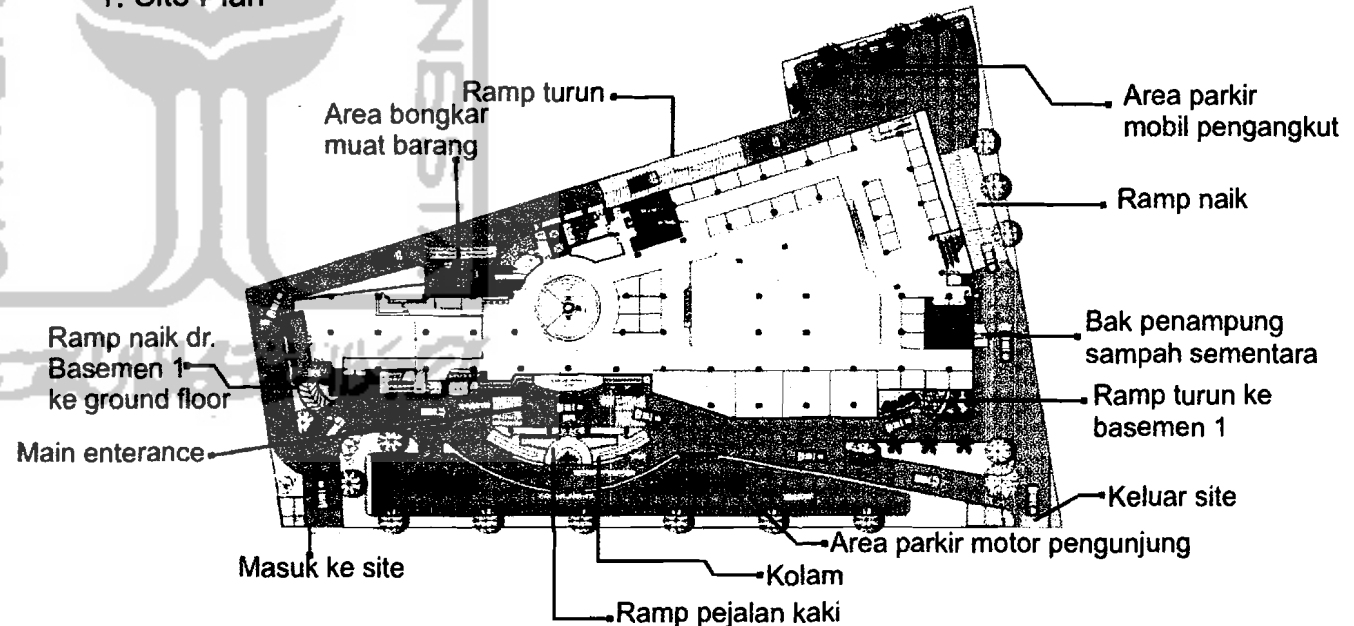 1. Site Plan
Ramp turun
Area bongkar
muat barang
Area parkir
mobil pengangkut
Ramp naik
Ramp naik dr.
Basemen 1
ke ground floor
Bak penampung
sampah sementara
Ramp turun ke
basemen 1
Main enterance
Keluar site
Area parkir motor pengunjung
Masuk ke site
Kolam
Ramp pejalan kaki